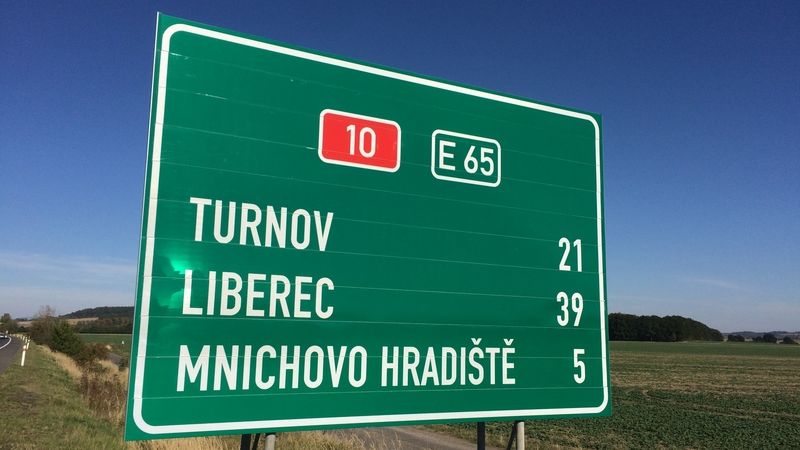 10 E 65
TURNOV 21
LIBEREC 39
MNICHOVO HRADIŠTĚ 5